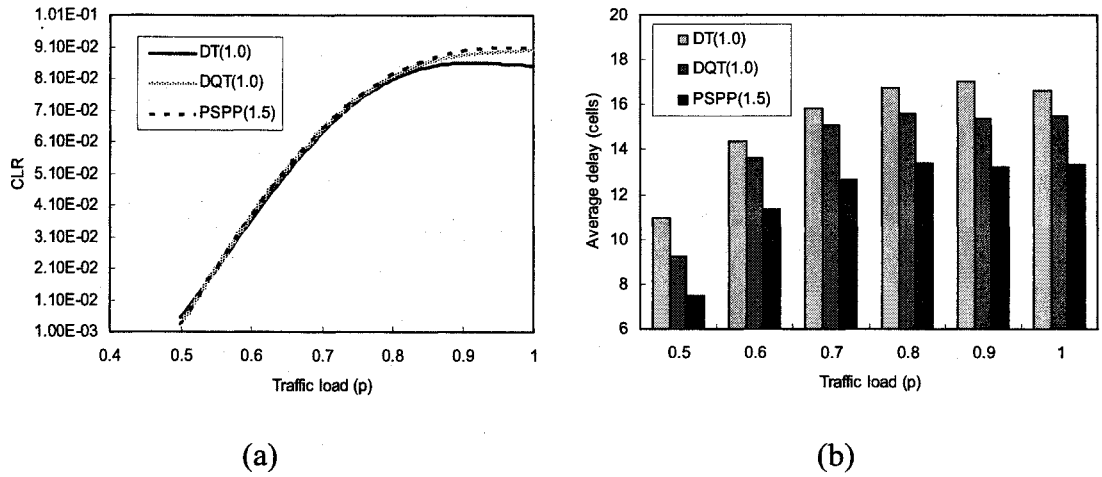 1.01E-01
9.10E-02
8.10E-02
7.10E-02
6.10E-02
5.10E-02
4.10E-02
3.10E-02
2.10E-02
1.10E-02
1.00E-03
CLR
DT(1.0)
DQT(1.0)
PSPP(1.5)
0.4 0.5 0.6 0.7 0.8 0.9 1
Traffic load (p)
(a)
20
18
16
14
12
10
8
6
Average delay (cells)
DT(1.0)
DQT(1.0)
PSPP(1.5)
0.5 0.6 0.7 0.8 0.9 1
Traffic load (p)
(b)